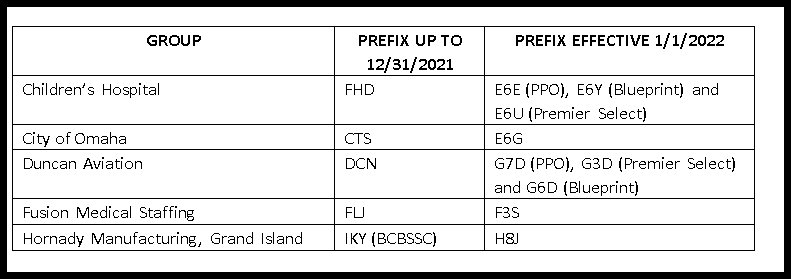 GROUP PREFIX UP TO 12/31/2021 PREFIX EFFECTIVE 1/1/2022
Children's Hospital FHD E6E (PPO), E6Y (Blueprint) and
E6U (Premier Select)
City of Omaha CTS E6G
Duncan Aviation DCN G7D (PPO), G3D (Premier Select)
and G6D (Blueprint)
Fusion Medical Staffing FLJ F3S
Hornady Manufacturing, Grand Island IKY (BCBSSC) H8J